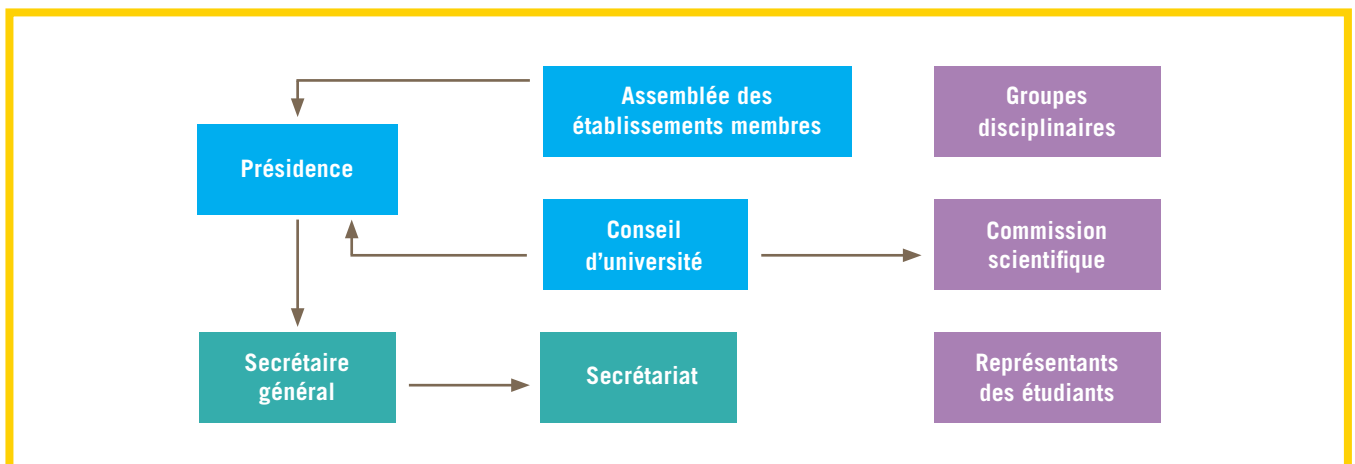 Assemblée des
établissements membres
Groupes
disciplinaires
Présidence
Conseil
d'université
Commission
scientifique
Secrétaire
général
Secrétariat
Représentants
des étudiants